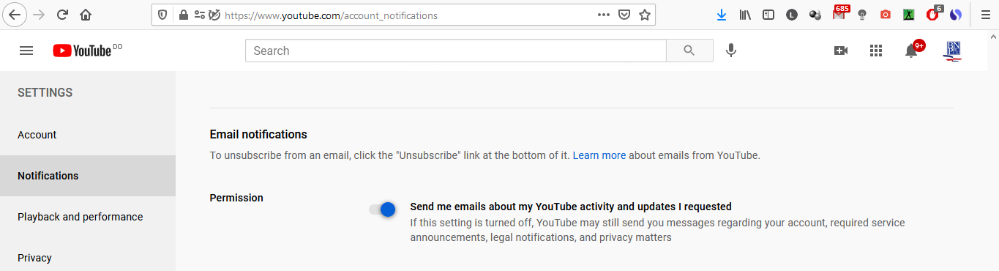 https://www.youtube.com/account_notifications
L
685
6
YouTube DO
Search
9+
SETTINGS
Account
Notifications
Playback and performance
Privacy
Email notifications
To unsubscribe from an email, click the "Unsubscribe" link at the bottom of it. Learn more about emails from YouTube.
Permission
Send me emails about my YouTube activity and updates I requested
If this setting is turned off, YouTube may still send you messages regarding your account, required service
announcements, legal notifications, and privacy matters